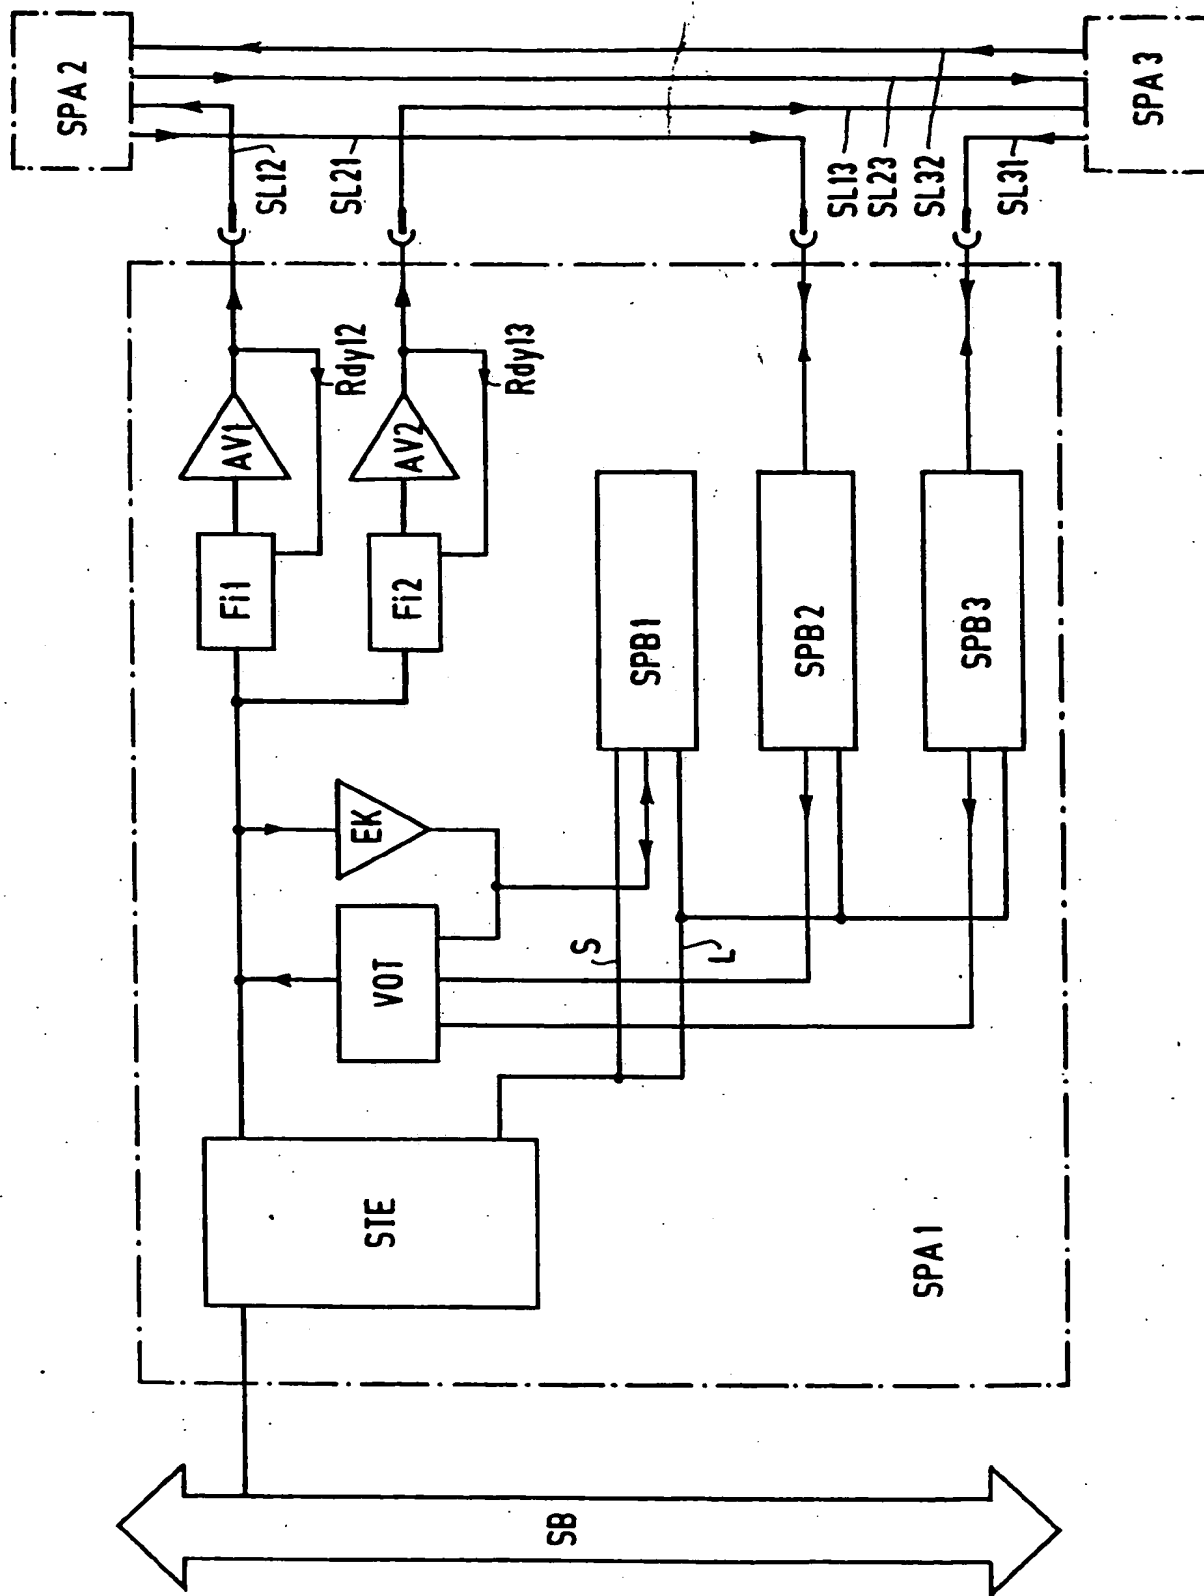 SPA 2
SPA 3
SL12
SL21
SL13
SL23
SL32
SL31
AV1
Rdy12
AV2
Rdy13
Fi1
Fi2
SPB1
SPB2
SPB3
EK
VOT
S
L
STE
SPA 1
SB